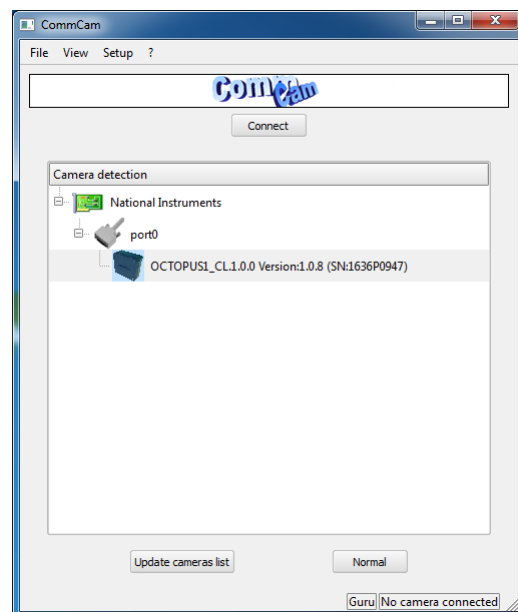 CommCam
File View Setup ?
CommCam
Connect
Camera detection
National Instruments
port0
OCTOPUS1_CL.1.0.0 Version:1.0.8 (SN:1636P0947)
Update cameras list Normal
Guru No camera connected